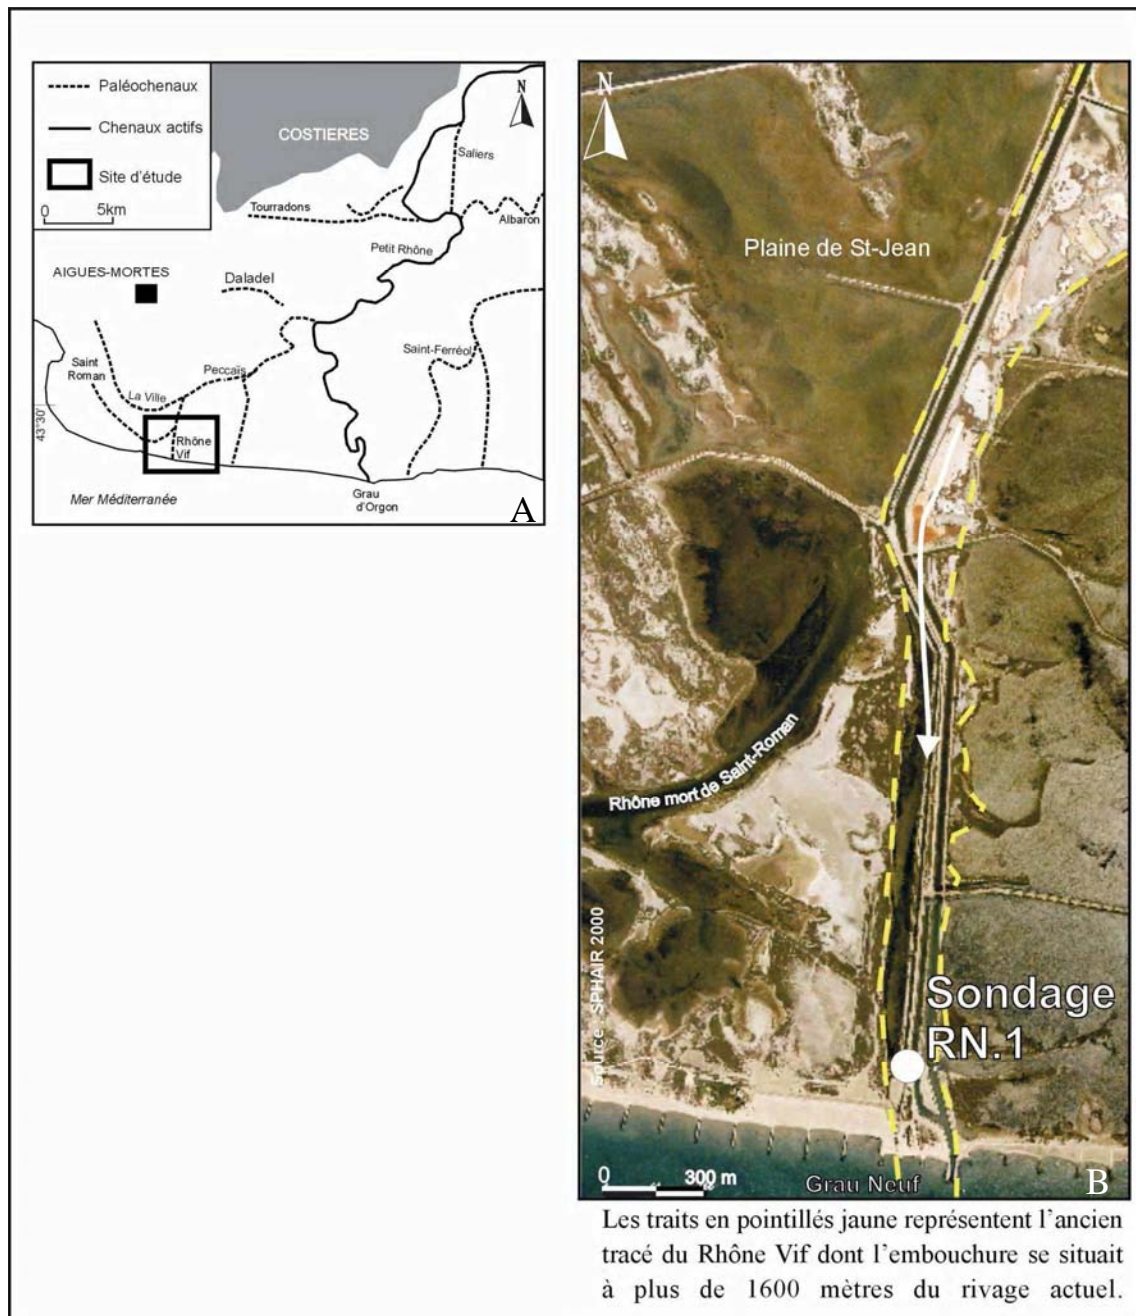 Paléochenaux
Chenaux actifs
Site d'étude
0 5km
N
COSTIERES
Saliers
Tourradons
Albaron
Petit Rhône
AIGUES-MORTES
Daladel
Saint-Ferréol
Saint
Roman
Peccaïs
La Ville
43°30'
Rhône
Vif
Mer Méditerranée
Grau
d'Orgon
A
N
Plaine de St-Jean
Rhône mort de Saint-Roman
Source : SPHAIR 2000
Sondage
RN.1
0 300 m
Grau Neuf
B
Les traits en pointillés jaune représentent l'ancien
tracé du Rhône Vif dont l'embouchure se situait
à plus de 1600 mètres du rivage actuel.